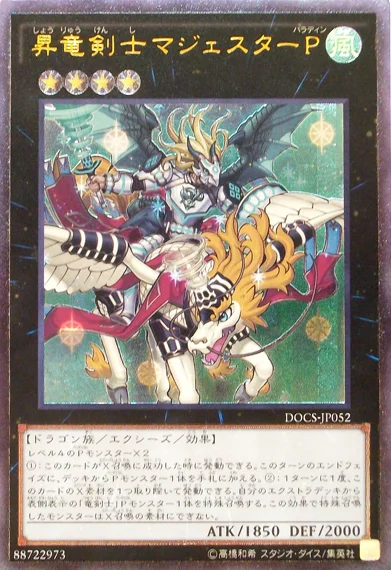 しょう りゅう けん し パラディン
昇竜剣士マジェスターP
風
DOCS-JP052
【ドラゴン族／エクシーズ／効果】
レベル4のPモンスター×2
①：このカードがX召喚に成功した時に発動できる。このターンのエンドフェ
イズに、デッキからPモンスター1体を手札に加える。②：1ターンに1度、こ
のカードのX素材を1つ取り除いて発動できる。自分のエクストラデッキから
表側表示の「竜剣士」Pモンスター1体を特殊召喚する。この効果で特殊召喚
したモンスターはX召喚の素材にできない。
ATK/1850 DEF/2000
88722973
©高橋和希 スタジオ・ダイス/集英社